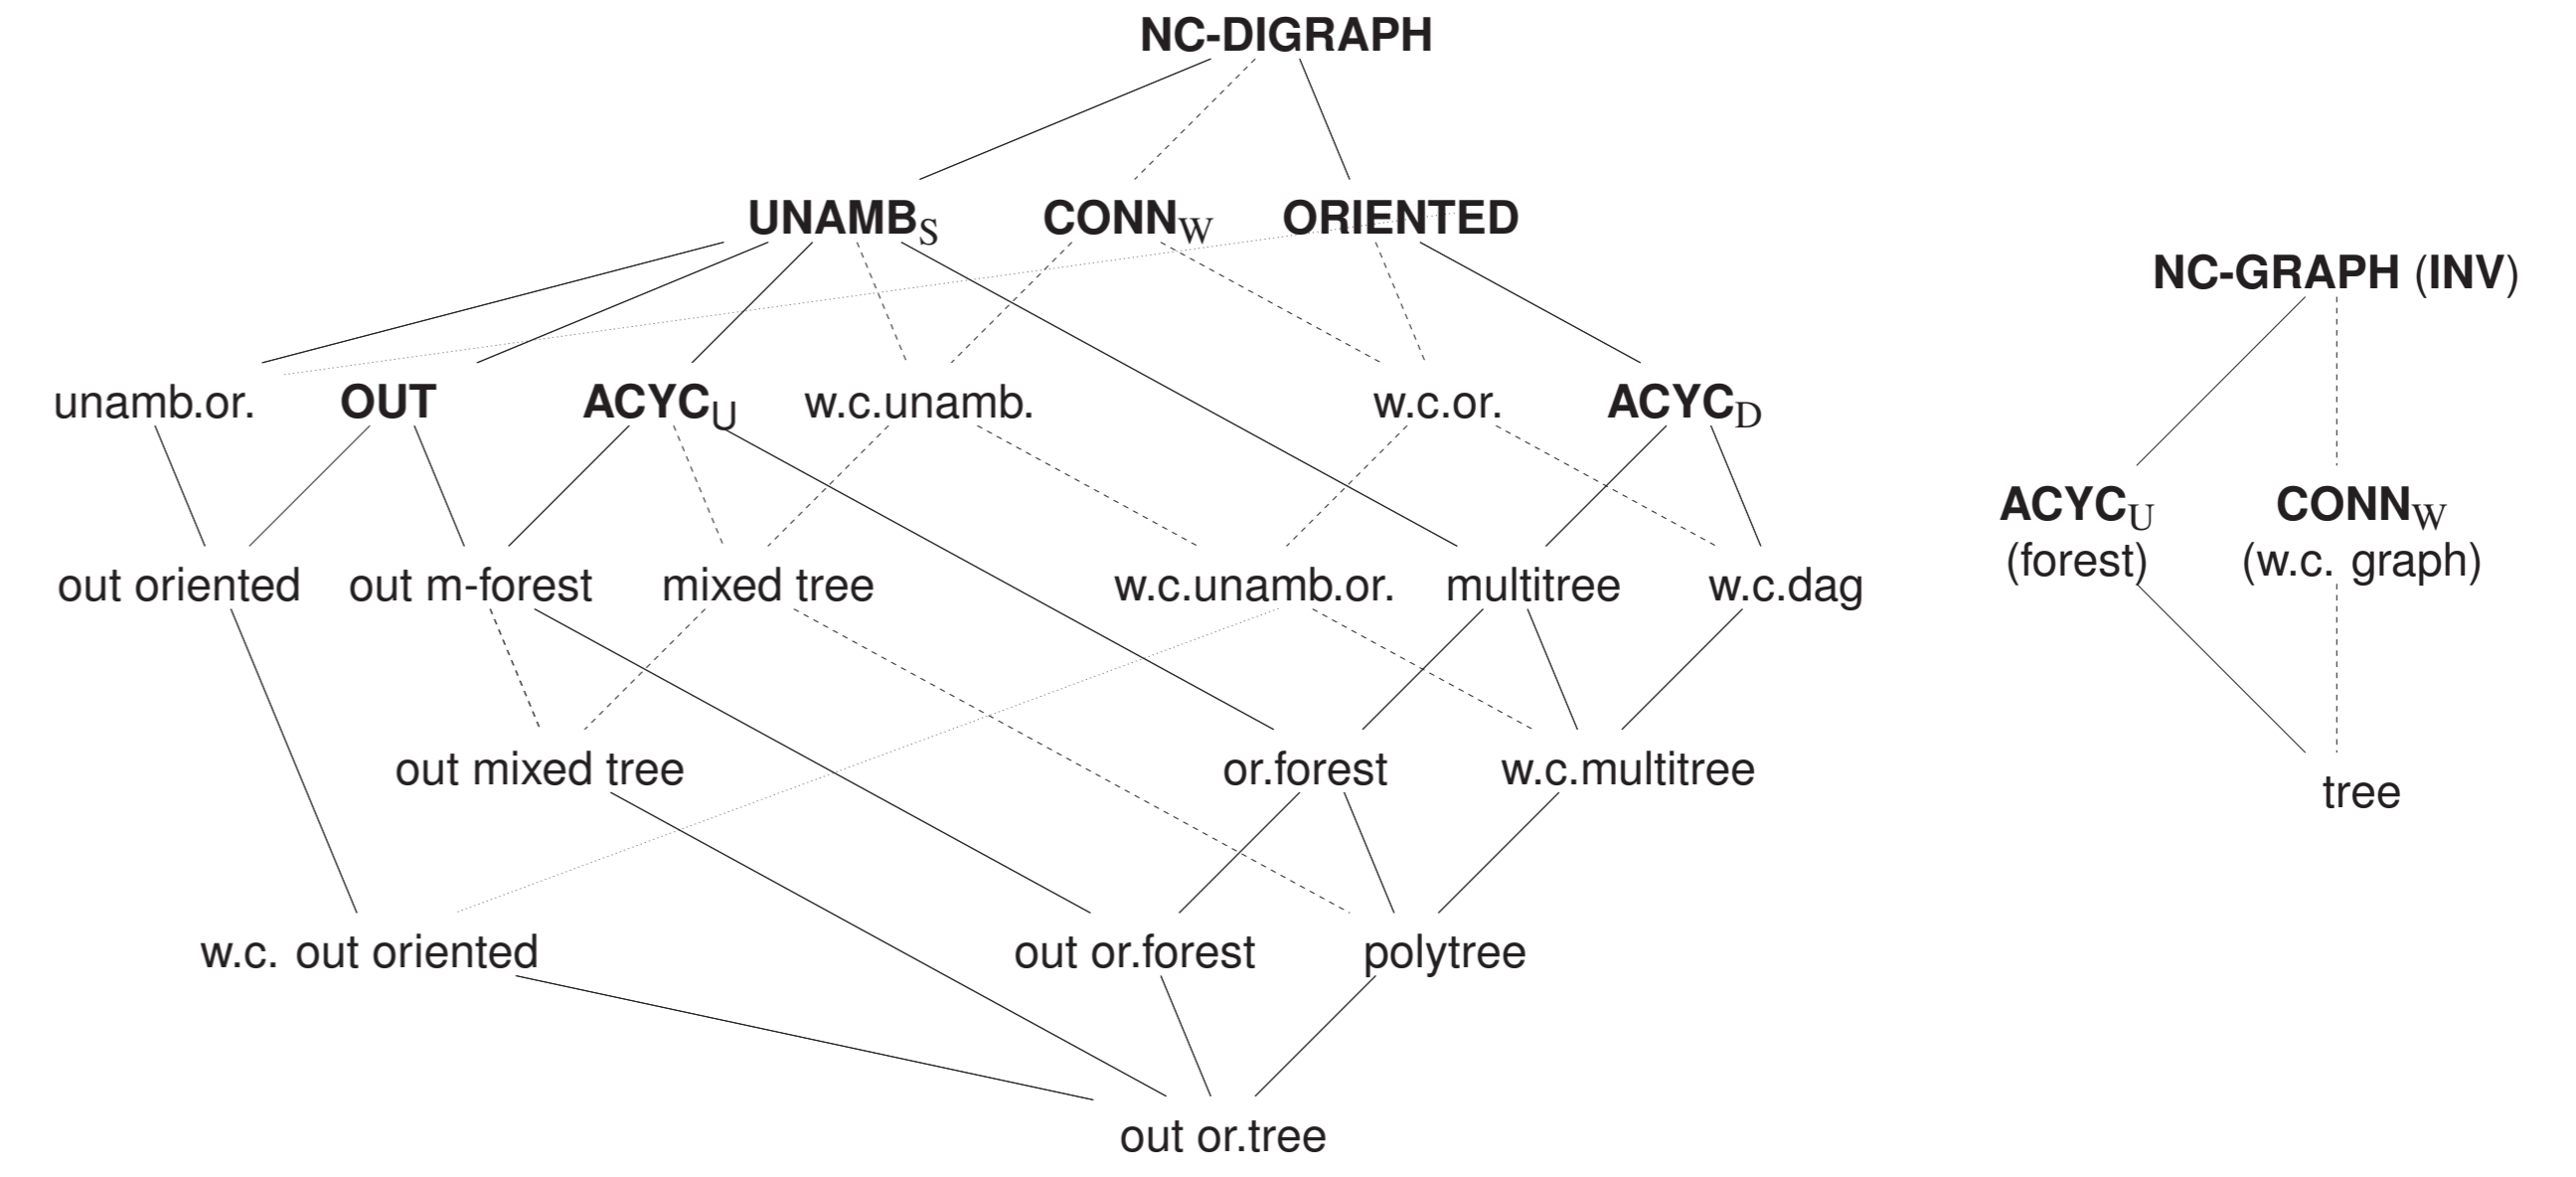 NC-DIGRAPH
UNAMBS CONNW ORIENTED
unamb.or. OUT ACYCU w.c.unamb. w.c.or. ACYCD
out oriented out m-forest mixed tree w.c.unamb.or. multitree w.c.dag
out mixed tree or.forest w.c.multitree
w.c. out oriented out or.forest polytree
out or.tree
NC-GRAPH (INV)
ACYCU CONNW
(forest) (w.c. graph)
tree